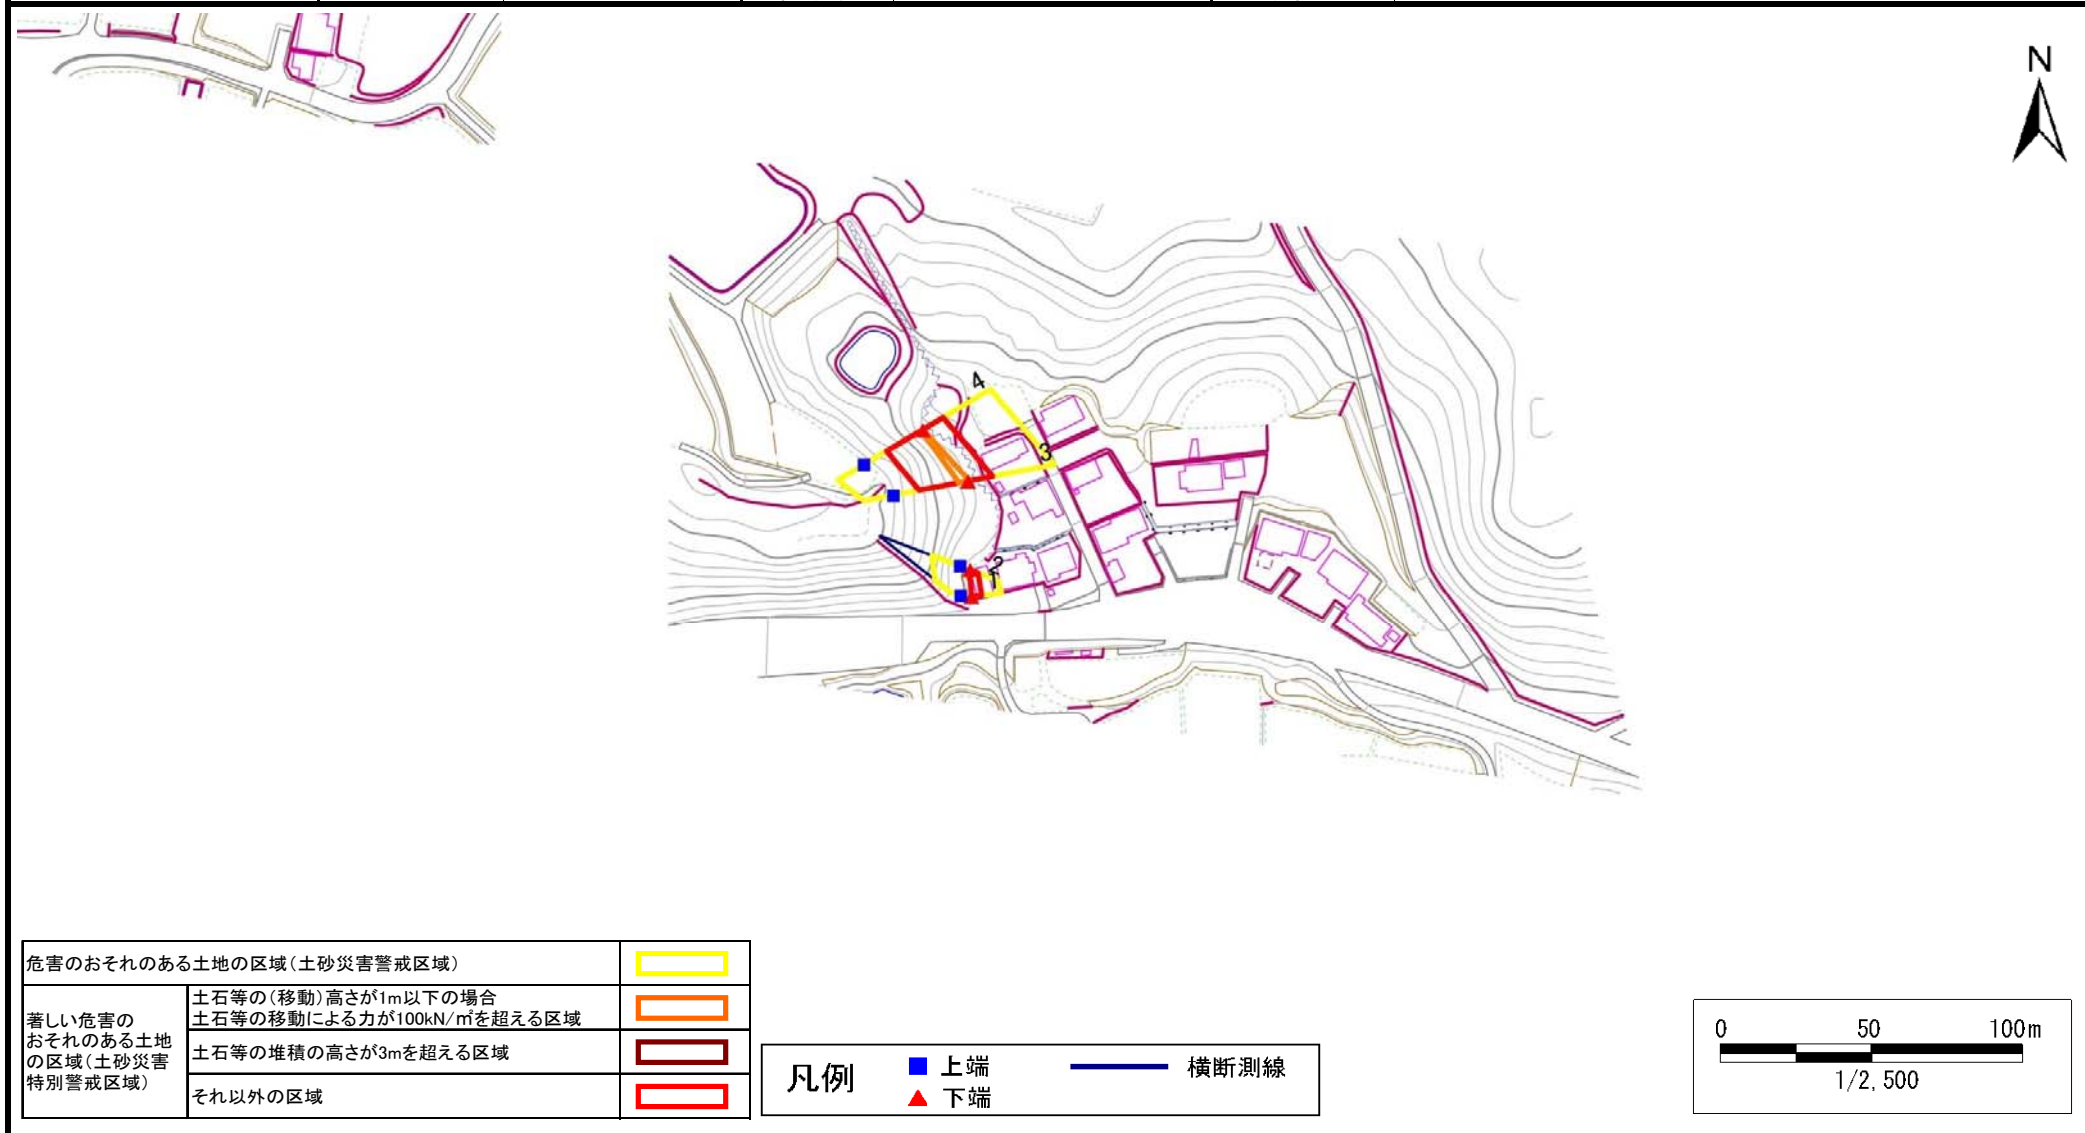 N
4
3
2
1
危害のおそれのある土地の区域(土砂災害警戒区域)
著しい危害の
おそれのある土地
の区域(土砂災害
特別警戒区域)
土石等の(移動)高さが1m以下の場合
土石等の移動による力が100kN/㎡を超える区域
土石等の堆積の高さが3mを超える区域
それ以外の区域
凡例
上端
下端
横断測線
0 50 100m
1/2,500